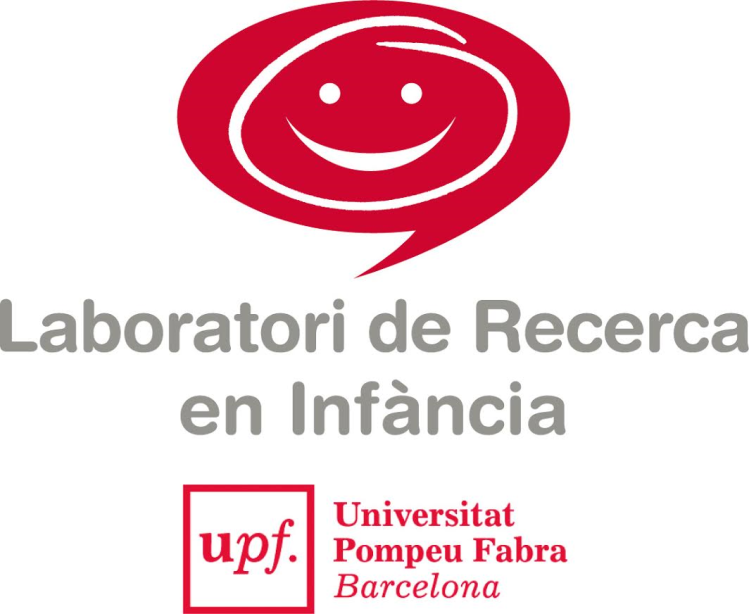 Laboratori de Recerca
en Infància
upf.
Universitat
Pompeu Fabra
Barcelona